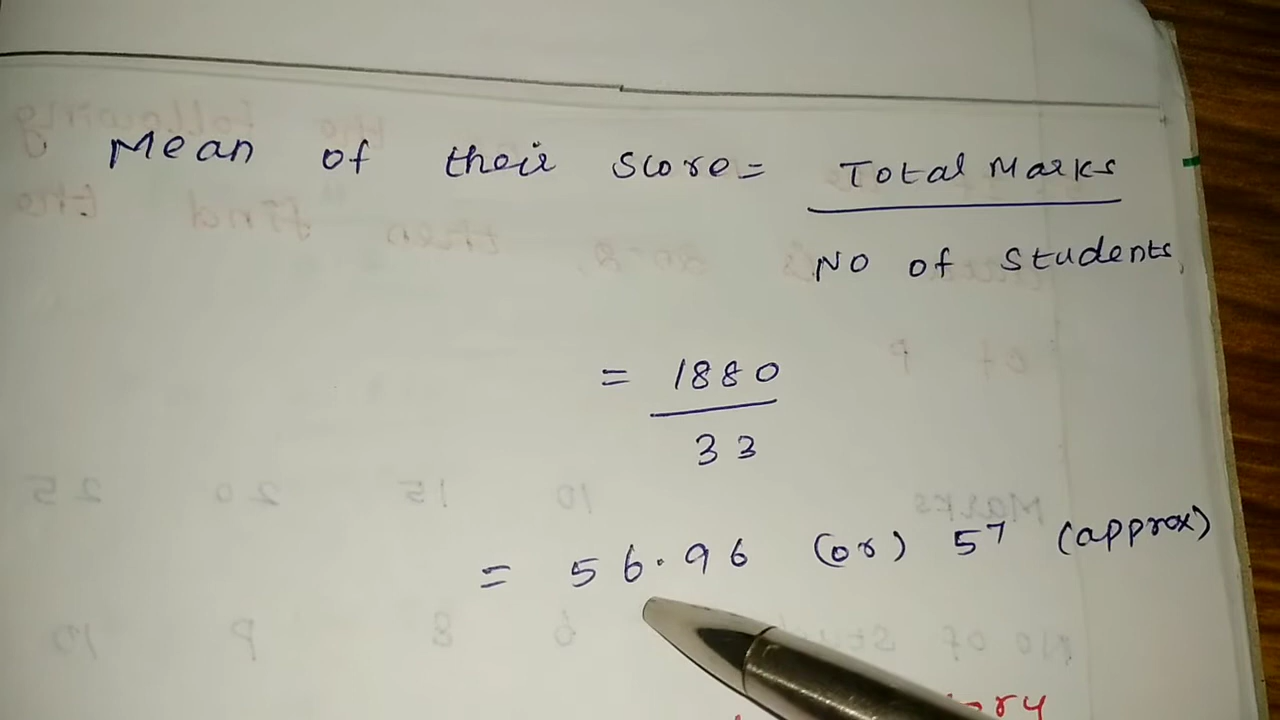 Mean of their score = Total Marks
No of students
= 1880
33
= 56.96 (or) 57 (approx)